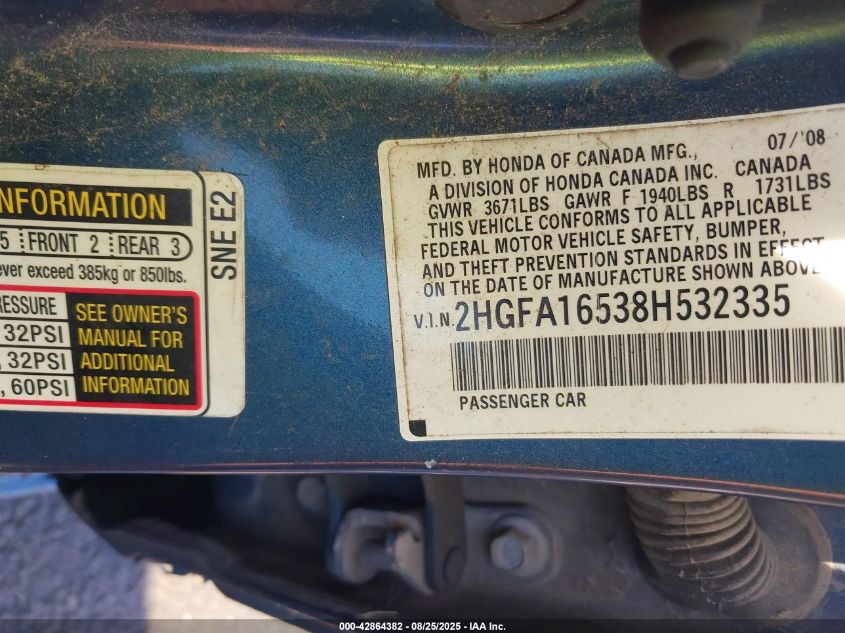 NFORMATION
5 FRONT 2 REAR 3
ever exceed 385kg or 850lbs.
RESSURE
32PSI
, 32PSI
, 60PSI
SEE OWNER'S
MANUAL FOR
ADDITIONAL
INFORMATION
SNE E2
07/'08
MFD. BY HONDA OF CANADA MFG.,
A DIVISION OF HONDA CANADA INC. CANADA
GVWR 3671LBS GAWR F 1940LBS R 1731LBS
THIS VEHICLE CONFORMS TO ALL APPLICABLE
FEDERAL MOTOR VEHICLE SAFETY, BUMPER,
AND THEFT PREVENTION STANDARDS IN EFFECT
ON THE DATE OF MANUFACTURE SHOWN ABOVE
V.I.N. 2HGFA16538H532335
PASSENGER CAR
000-42864382 - 08/25/2025 - IAA Inc.